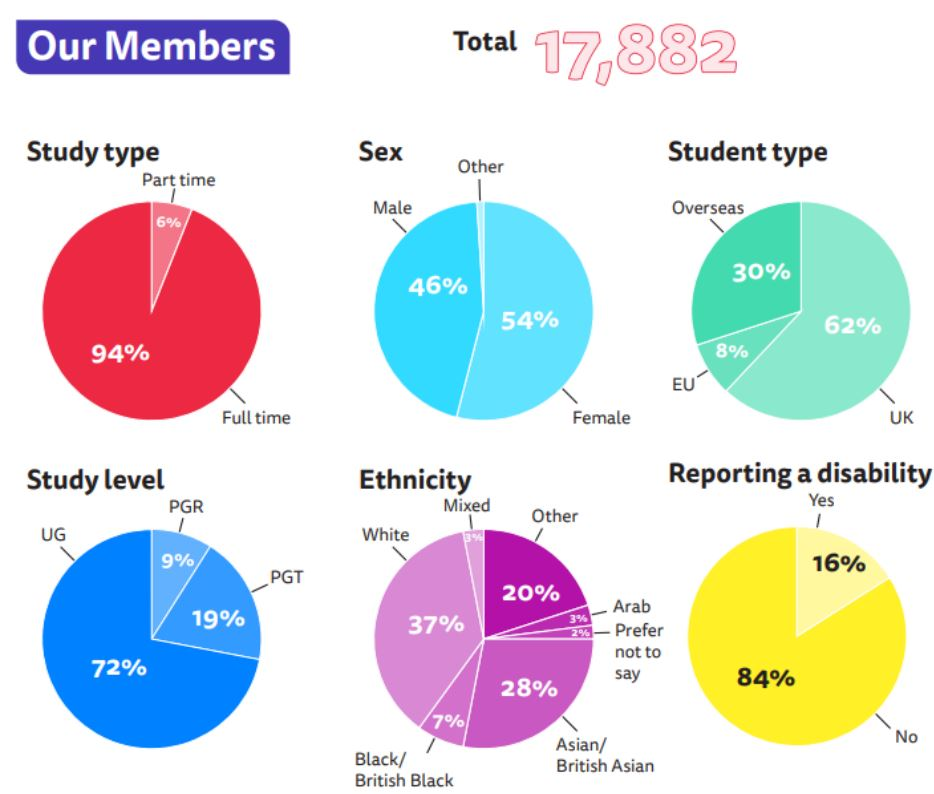 Our Members
Total 17,882
Study type
Part time
6%
94%
Full time
Sex
Other
Male
46%
54%
Female
Student type
Overseas
30%
62%
8%
EU
UK
Study level
PGR
UG
9%
PGT
19%
72%
Ethnicity
Mixed
Other
White
3%
20%
Arab
3%
Prefer
not to
say
2%
37%
28%
7%
Asian/
British Asian
Black/
British Black
Reporting a disability
Yes
16%
84%
No